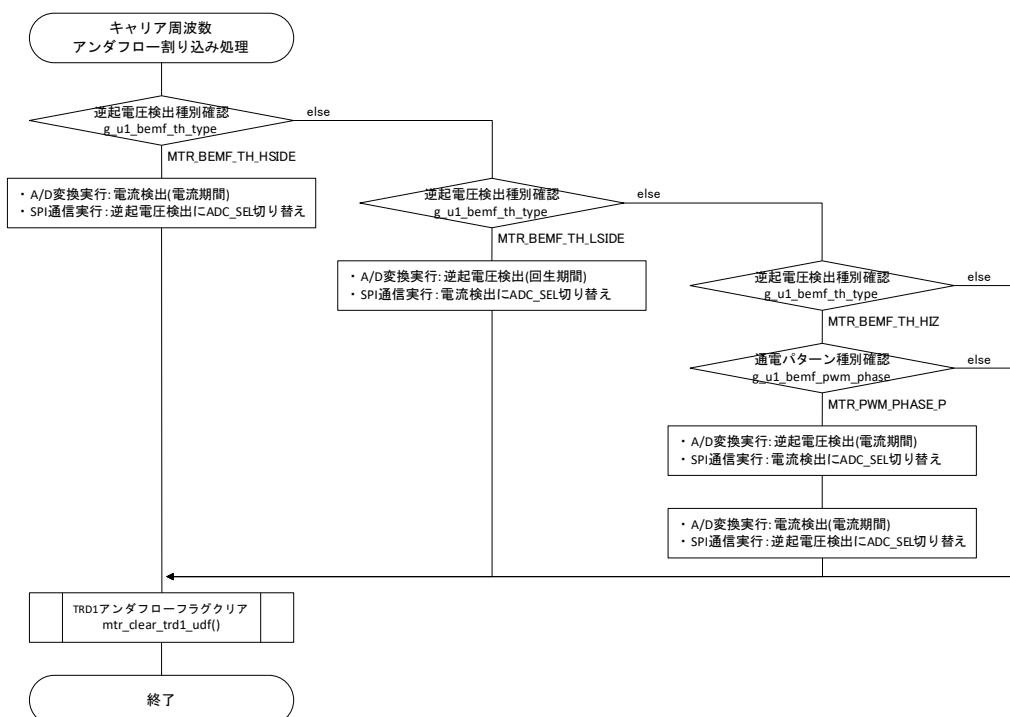 キャリア周波数
アンダフロー割り込み処理
逆起電圧検出種別確認
g_u1_bemf_th_type
else
MTR_BEMF_TH_HSIDE
・A/D変換実行: 電流検出(電流期間)
・SPI通信実行: 逆起電圧検出にADC_SEL切り替え
逆起電圧検出種別確認
g_u1_bemf_th_type
else
MTR_BEMF_TH_LSIDE
・A/D変換実行: 逆起電圧検出(回生期間)
・SPI通信実行: 電流検出にADC_SEL切り替え
逆起電圧検出種別確認
g_u1_bemf_th_type
else
MTR_BEMF_TH_HIZ
通電パターン種別確認
g_u1_bemf_pwm_phase
else
MTR_PWM_PHASE_P
・A/D変換実行: 逆起電圧検出(電流期間)
・SPI通信実行: 電流検出にADC_SEL切り替え
・A/D変換実行: 電流検出(電流期間)
・SPI通信実行: 逆起電圧検出にADC_SEL切り替え
TRD1アンダフローフラグクリア
mtr_clear_trd1_udf()
終了